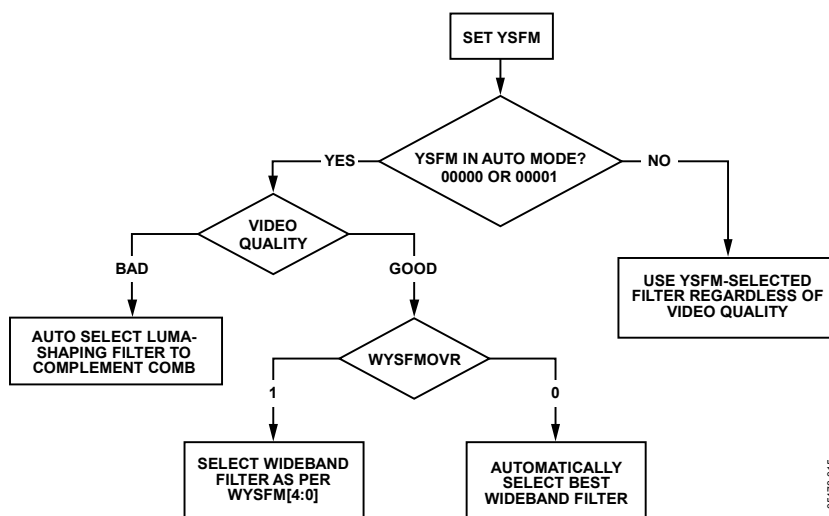 SET YSFM
YSFM IN AUTO MODE?
00000 OR 00001
YES
NO
VIDEO
QUALITY
BAD
GOOD
USE YSFM-SELECTED
FILTER REGARDLESS OF
VIDEO QUALITY
AUTO SELECT LUMA-
SHAPING FILTER TO
COMPLEMENT COMB
WYSFMOVR
1
0
SELECT WIDEBAND
FILTER AS PER
WYSFM[4:0]
AUTOMATICALLY
SELECT BEST
WIDEBAND FILTER